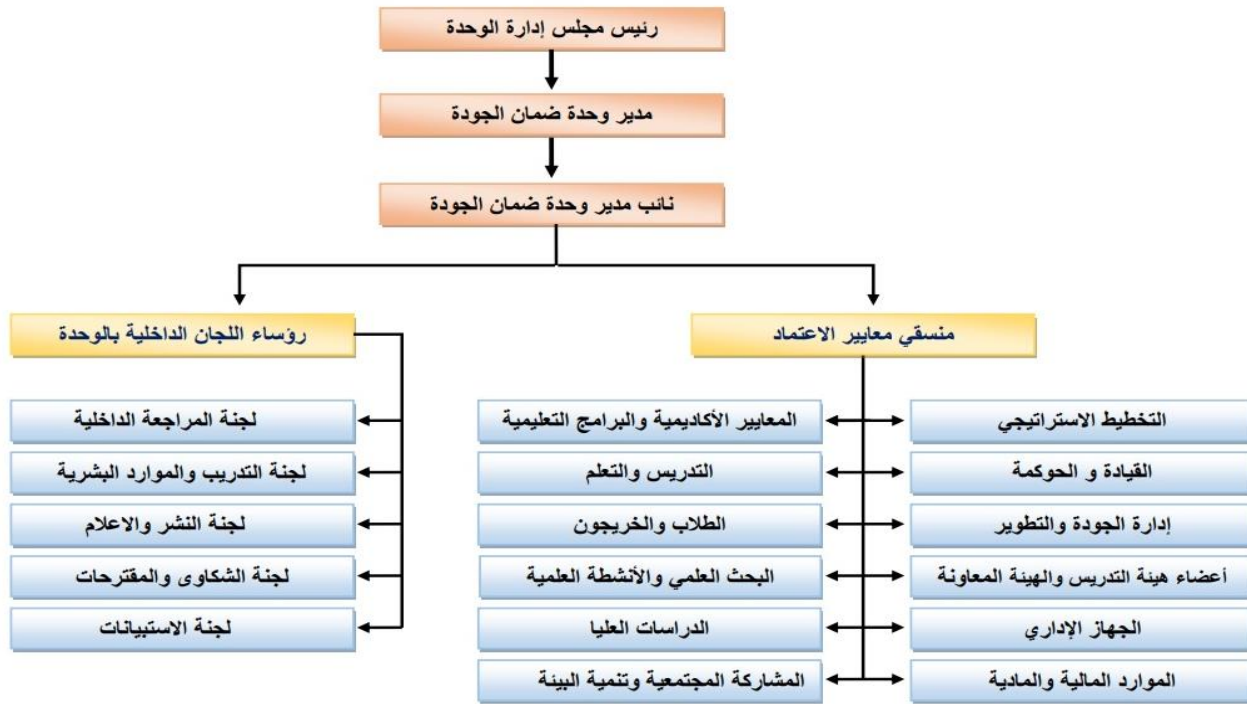 رئيس مجلس إدارة الوحدة
مدير وحدة ضمان الجودة
نائب مدير وحدة ضمان الجودة
منسقي معايير الاعتماد
رؤساء اللجان الداخلية بالوحدة
التخطيط الاستراتيجي
المعايير الأكاديمية والبرامج التعليمية
لجنة المراجعة الداخلية
القيادة و الحوكمة
التدريس والتعلم
لجنة التدريب والموارد البشرية
إدارة الجودة والتطوير
الطلاب والخريجون
لجنة النشر والاعلام
أعضاء هيئة التدريس والهيئة المعاونة
البحث العلمي والأنشطة العلمية
لجنة الشكاوى والمقترحات
الجهاز الإداري
الدراسات العليا
لجنة الاستبيانات
الموارد المالية والمادية
المشاركة المجتمعية وتنمية البيئة